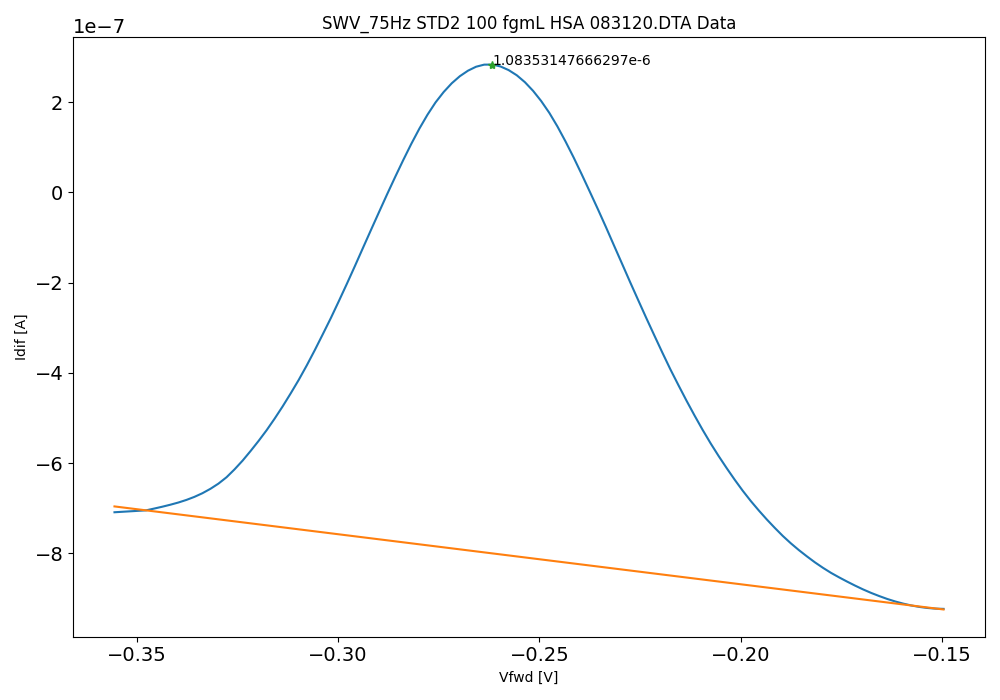 SWV_75Hz STD2 100 fgmL HSA 083120.DTA Data
1e−7
1.08353147666297e-6
2
0
−2
−4
−6
−8
Idif [A]
−0.35 −0.30 −0.25 −0.20 −0.15
Vfwd [V]